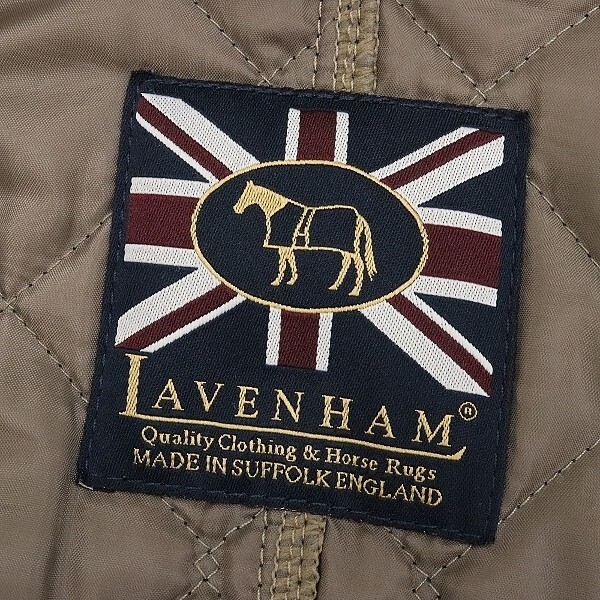 LAVENHAM®
Quality Clothing & Horse Rugs
MADE IN SUFFOLK ENGLAND